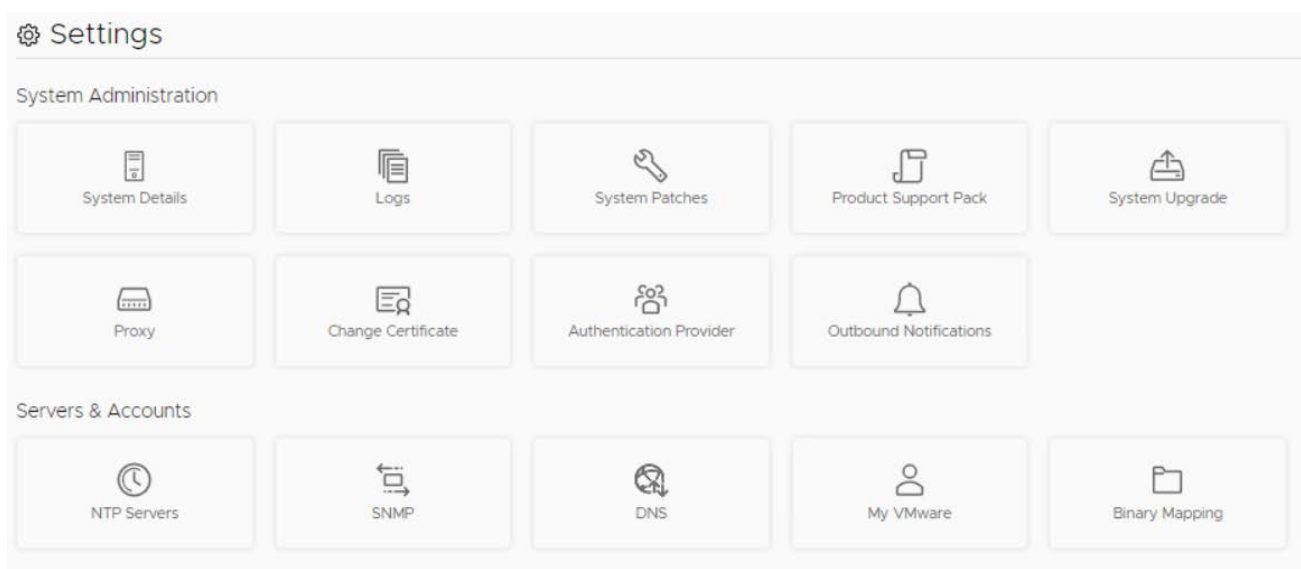 Settings
System Administration
System Details
Logs
System Patches
Product Support Pack
System Upgrade
Proxy
Change Certificate
Authentication Provider
Outbound Notifications
Servers & Accounts
NTP Servers
SNMP
DNS
My VMware
Binary Mapping